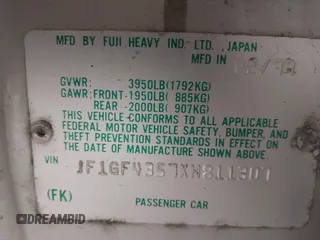 MFD BY FUJI HEAVY IND. LTD., JAPAN
GVWR: 3950LB(1792KG)
GAWR:FRONT-1950LB( 885KG)
REAR -2000LB( 907KG)
THIS VEHICLE CONFORMS TO ALL APPLICABLE
FEDERAL MOTOR VEHICLE SAFETY, BUMPER, AND
THEFT PREVENTION STANDARDS IN EFFECT ON
THE DATE OF MANUFACTURE SHOWN ABOVE.
VIN
(FK) PASSENGER CAR
DREAMBID